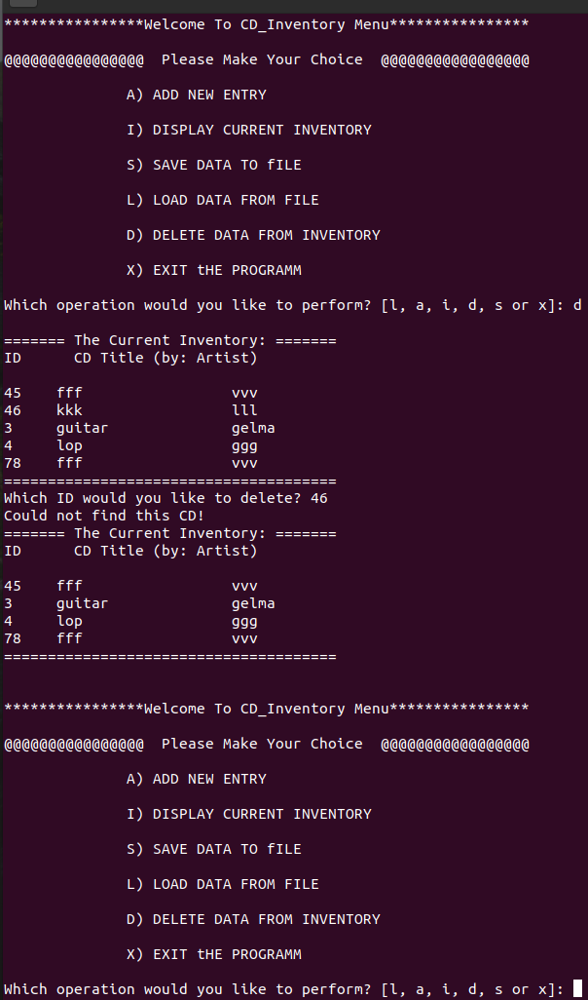 ****************Welcome To CD_Inventory Menu****************
@@@@@@@@@@@@@@@@  Please Make Your Choice  @@@@@@@@@@@@@@@@@
A) ADD NEW ENTRY
I) DISPLAY CURRENT INVENTORY
S) SAVE DATA TO fILE
L) LOAD DATA FROM FILE
D) DELETE DATA FROM INVENTORY
X) EXIT tHE PROGRAMM
Which operation would you like to perform? [l, a, i, d, s or x]: d
======= The Current Inventory: =======
ID      CD Title (by: Artist)
45    fff                 vvv
46    kkk                 lll
3     guitar              gelma
4     lop                 ggg
78    fff                 vvv
======================================
Which ID would you like to delete? 46
Could not find this CD!
======= The Current Inventory: =======
ID      CD Title (by: Artist)
45    fff                 vvv
3     guitar              gelma
4     lop                 ggg
78    fff                 vvv
======================================
****************Welcome To CD_Inventory Menu****************
@@@@@@@@@@@@@@@@  Please Make Your Choice  @@@@@@@@@@@@@@@@@
A) ADD NEW ENTRY
I) DISPLAY CURRENT INVENTORY
S) SAVE DATA TO fILE
L) LOAD DATA FROM FILE
D) DELETE DATA FROM INVENTORY
X) EXIT tHE PROGRAMM
Which operation would you like to perform? [l, a, i, d, s or x]: